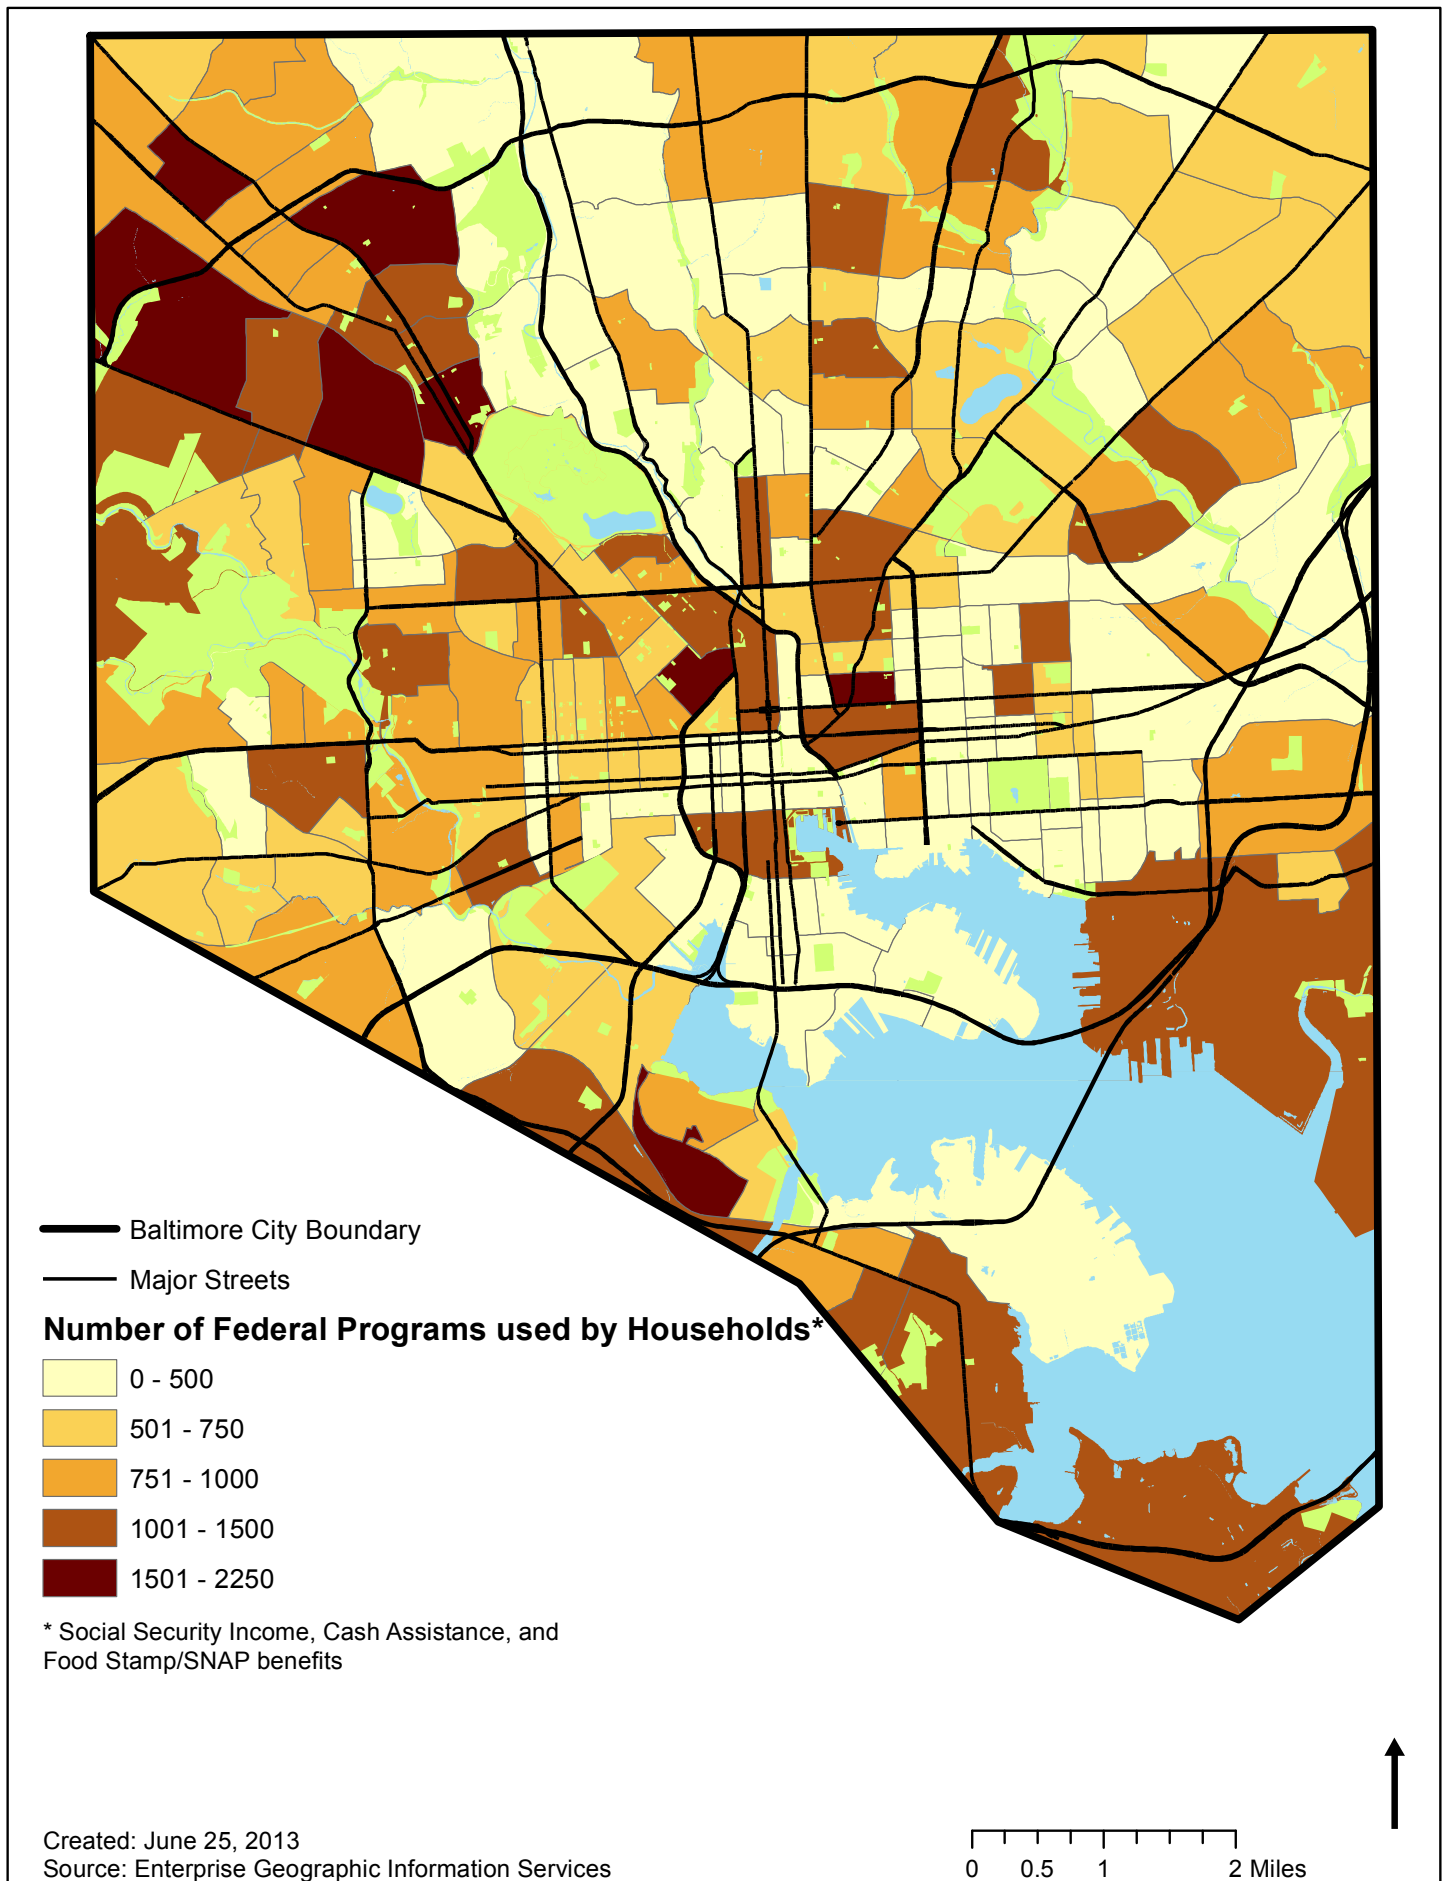 Baltimore City Boundary
Major Streets
Number of Federal Programs used by Households*
0 - 500
501 - 750
751 - 1000
1001 - 1500
1501 - 2250
* Social Security Income, Cash Assistance, and
Food Stamp/SNAP benefits
Created: June 25, 2013
Source: Enterprise Geographic Information Services
0 0.5 1 2 Miles